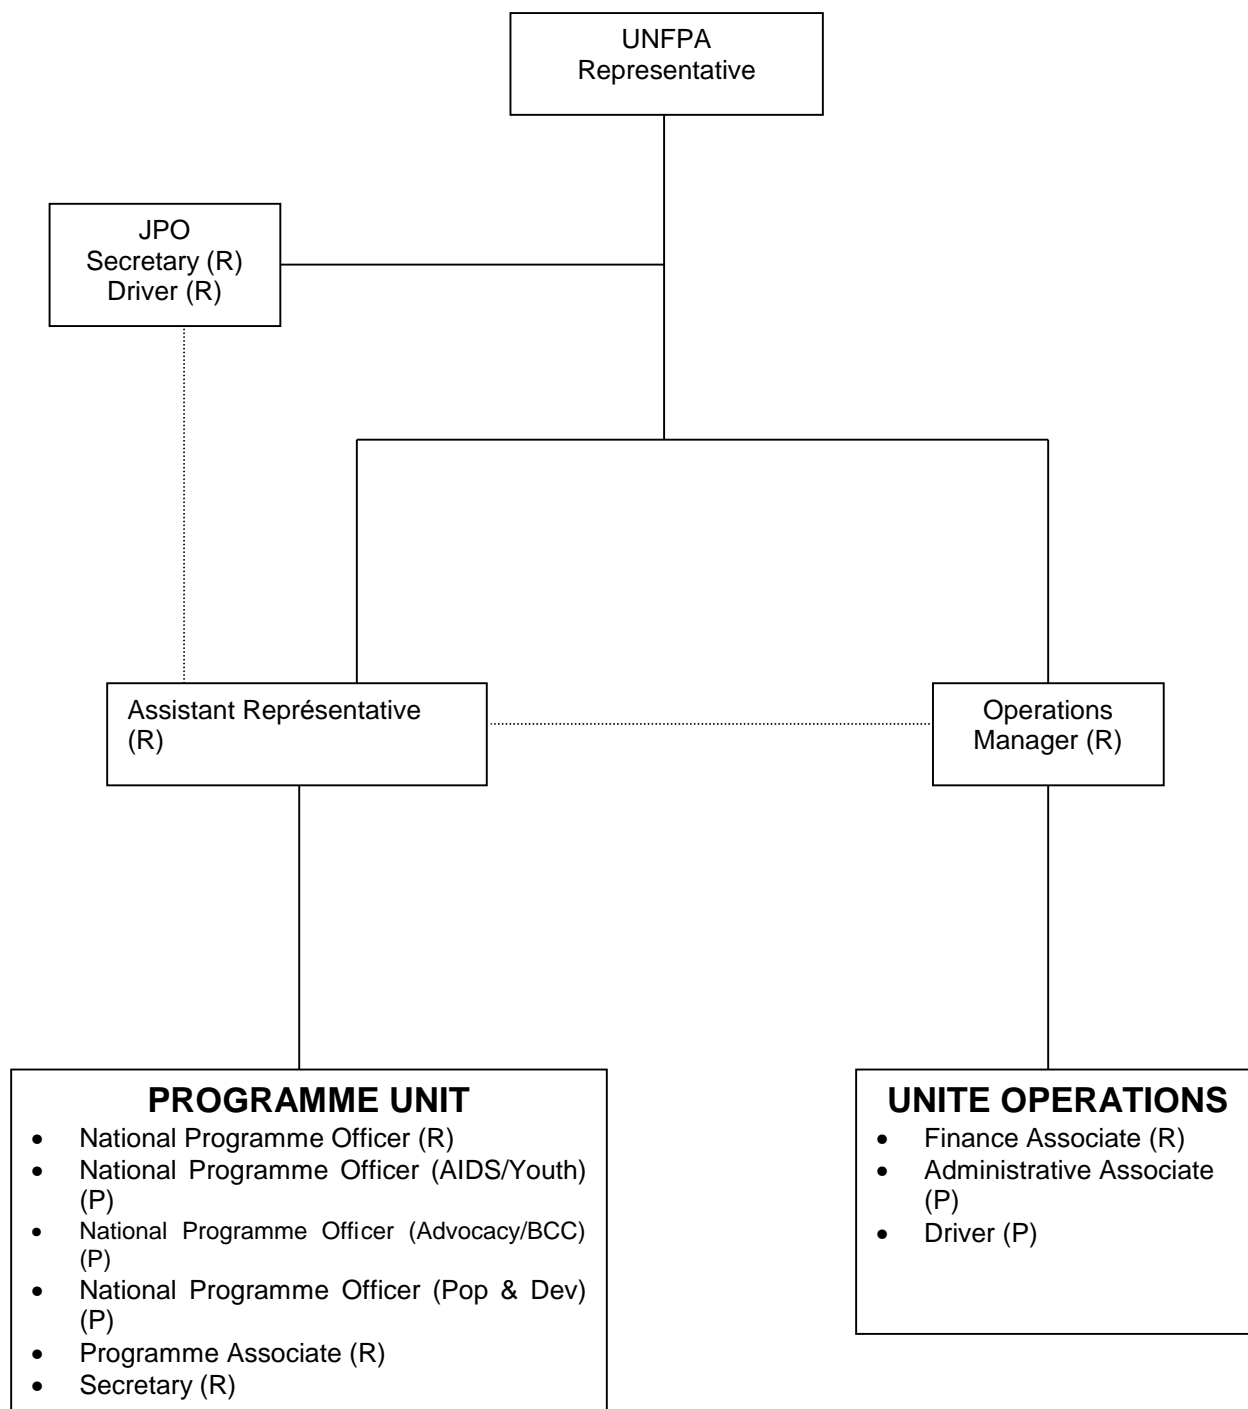 UNFPA
Representative
JPO
Secretary (R)
Driver (R)
Assistant Représentative
(R)
Operations
Manager (R)
PROGRAMME UNIT
• National Programme Officer (R)
• National Programme Officer (AIDS/Youth)
(P)
• National Programme Officer (Advocacy/BCC)
(P)
• National Programme Officer (Pop & Dev)
(P)
• Programme Associate (R)
• Secretary (R)
UNITE OPERATIONS
• Finance Associate (R)
• Administrative Associate
(P)
• Driver (P)